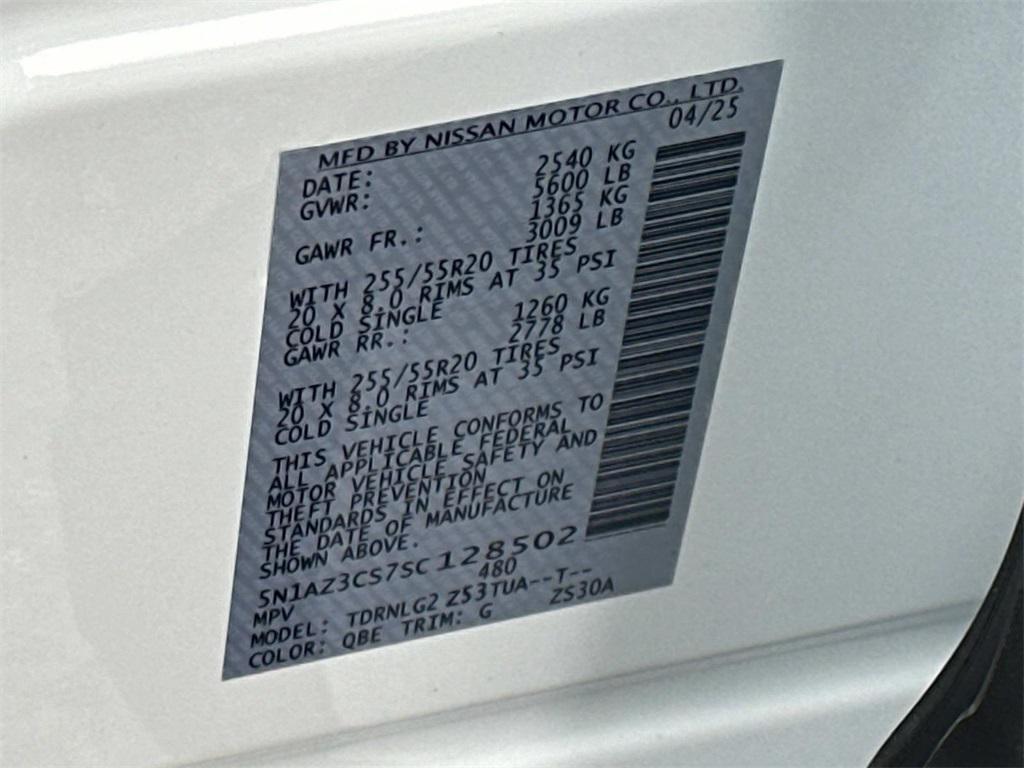 MFD BY NISSAN MOTOR CO., LTD.
DATE: 04/25
GVWR: 2540 KG
5600 LB
GAWR FR.: 1365 KG
3009 LB
WITH 255/55R20 TIRES
20 X 8.0 RIMS AT 35 PSI
COLD SINGLE
GAWR RR.: 1260 KG
2778 LB
WITH 255/55R20 TIRES
20 X 8.0 RIMS AT 35 PSI
COLD SINGLE
THIS VEHICLE CONFORMS TO
ALL APPLICABLE FEDERAL
MOTOR VEHICLE SAFETY AND
THEFT PREVENTION
STANDARDS IN EFFECT ON
THE DATE OF MANUFACTURE
SHOWN ABOVE.
5N1AZ3CS7SC128502
MPV 480
MODEL: TDRNLG2 Z53TUA--T--
COLOR: QBE TRIM: G ZS30A